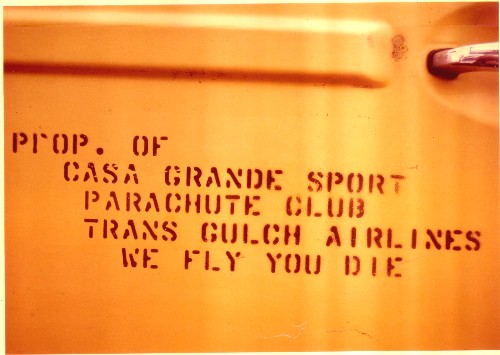 PROP. OF
CASA GRANDE SPORT
PARACHUTE CLUB
TRANS GULCH AIRLINES
WE FLY YOU DIE